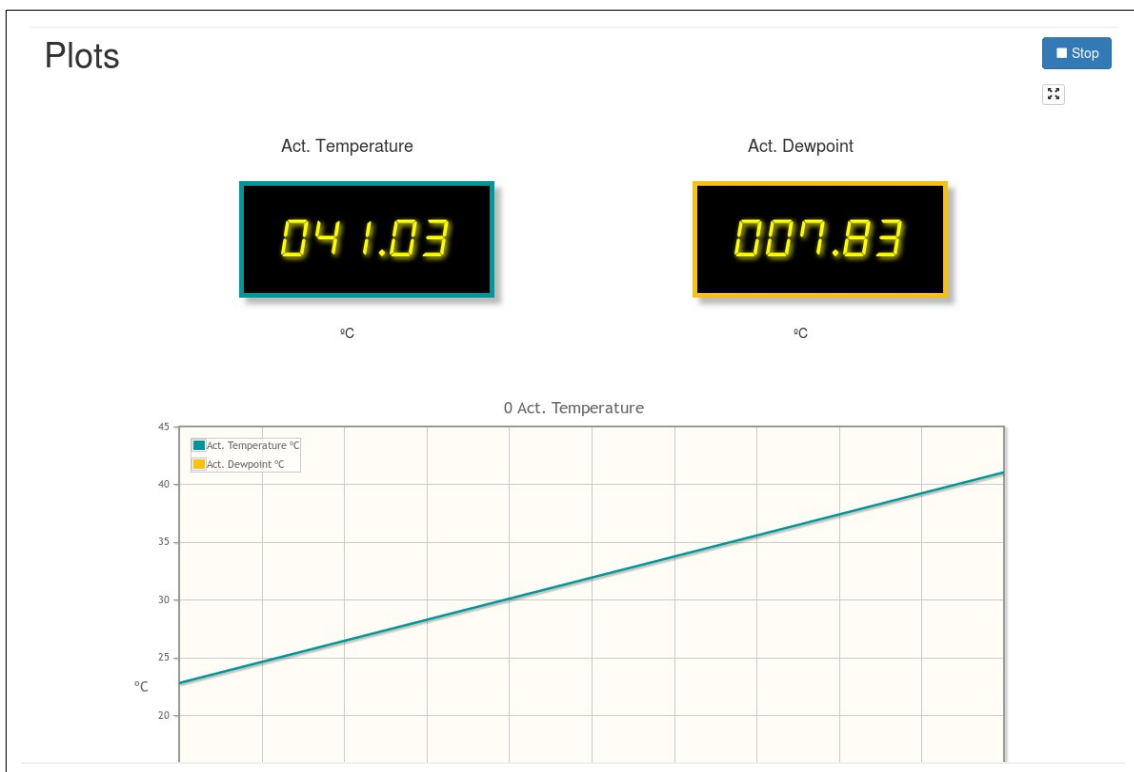 Plots
Stop
Act. Temperature
Act. Dewpoint
041.03
007.83
ºC
ºC
0 Act. Temperature
45
Act. Temperature ºC
Act. Dewpoint ºC
40
35
30
25
ºC
20